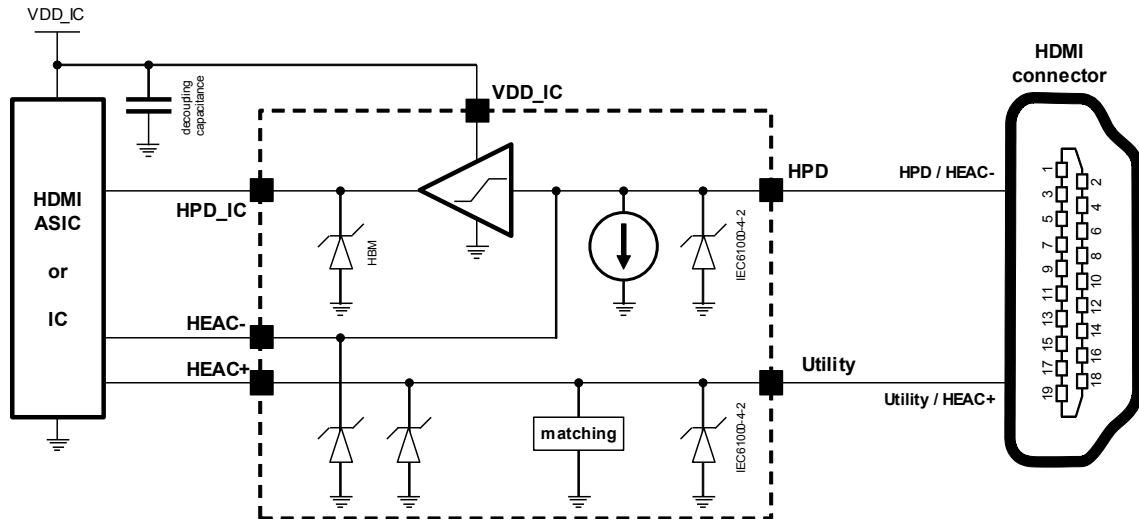 VDD_IC
HDMI
connector
decoupling
capacitance
VDD_IC
HPD
HPD / HEAC-
HDMI
ASIC
or
IC
HPD_IC
HBM
IEC61000-4-2
HEAC-
HEAC+
Utility
Utility / HEAC+
matching
IEC61000-4-2
1
2
3
4
5
6
7
8
9
10
11
12
13
14
15
16
17
18
19